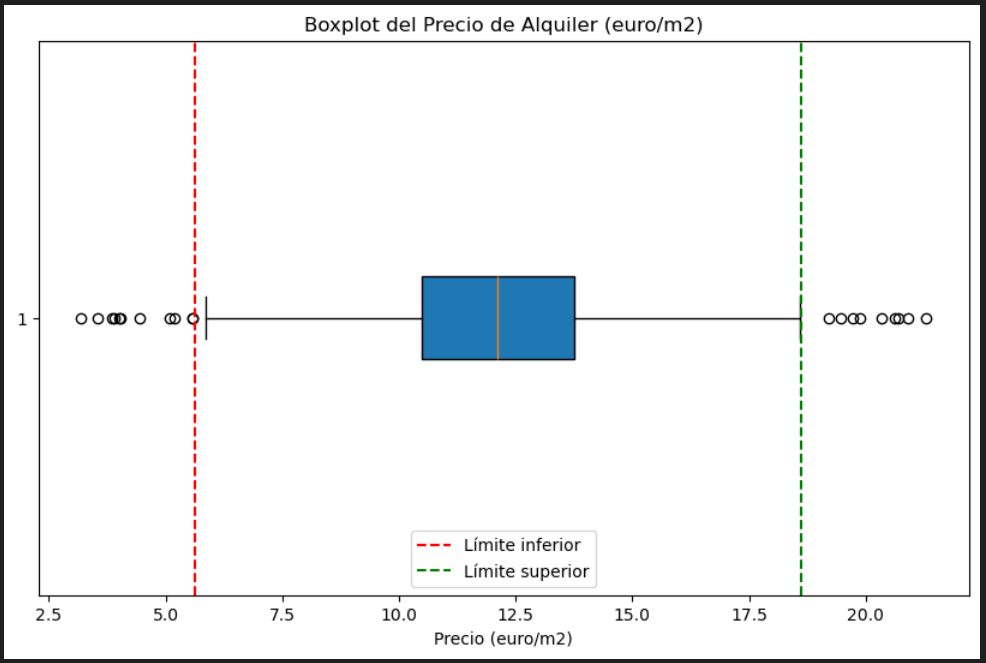 Boxplot del Precio de Alquiler (euro/m2)
1
Límite inferior
Límite superior
2.5 5.0 7.5 10.0 12.5 15.0 17.5 20.0
Precio (euro/m2)